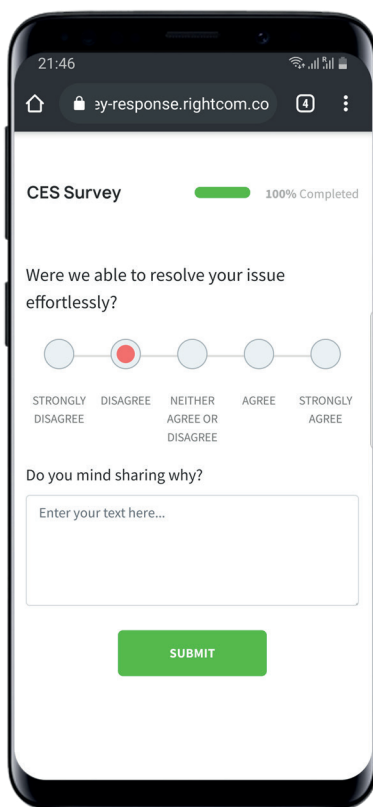 21:46
R
ey-response.rightcom.co
4
CES Survey
100% Completed
Were we able to resolve your issue
effortlessly?
STRONGLY DISAGREE
DISAGREE
NEITHER AGREE OR DISAGREE
AGREE
STRONGLY AGREE
Do you mind sharing why?
Enter your text here...
SUBMIT